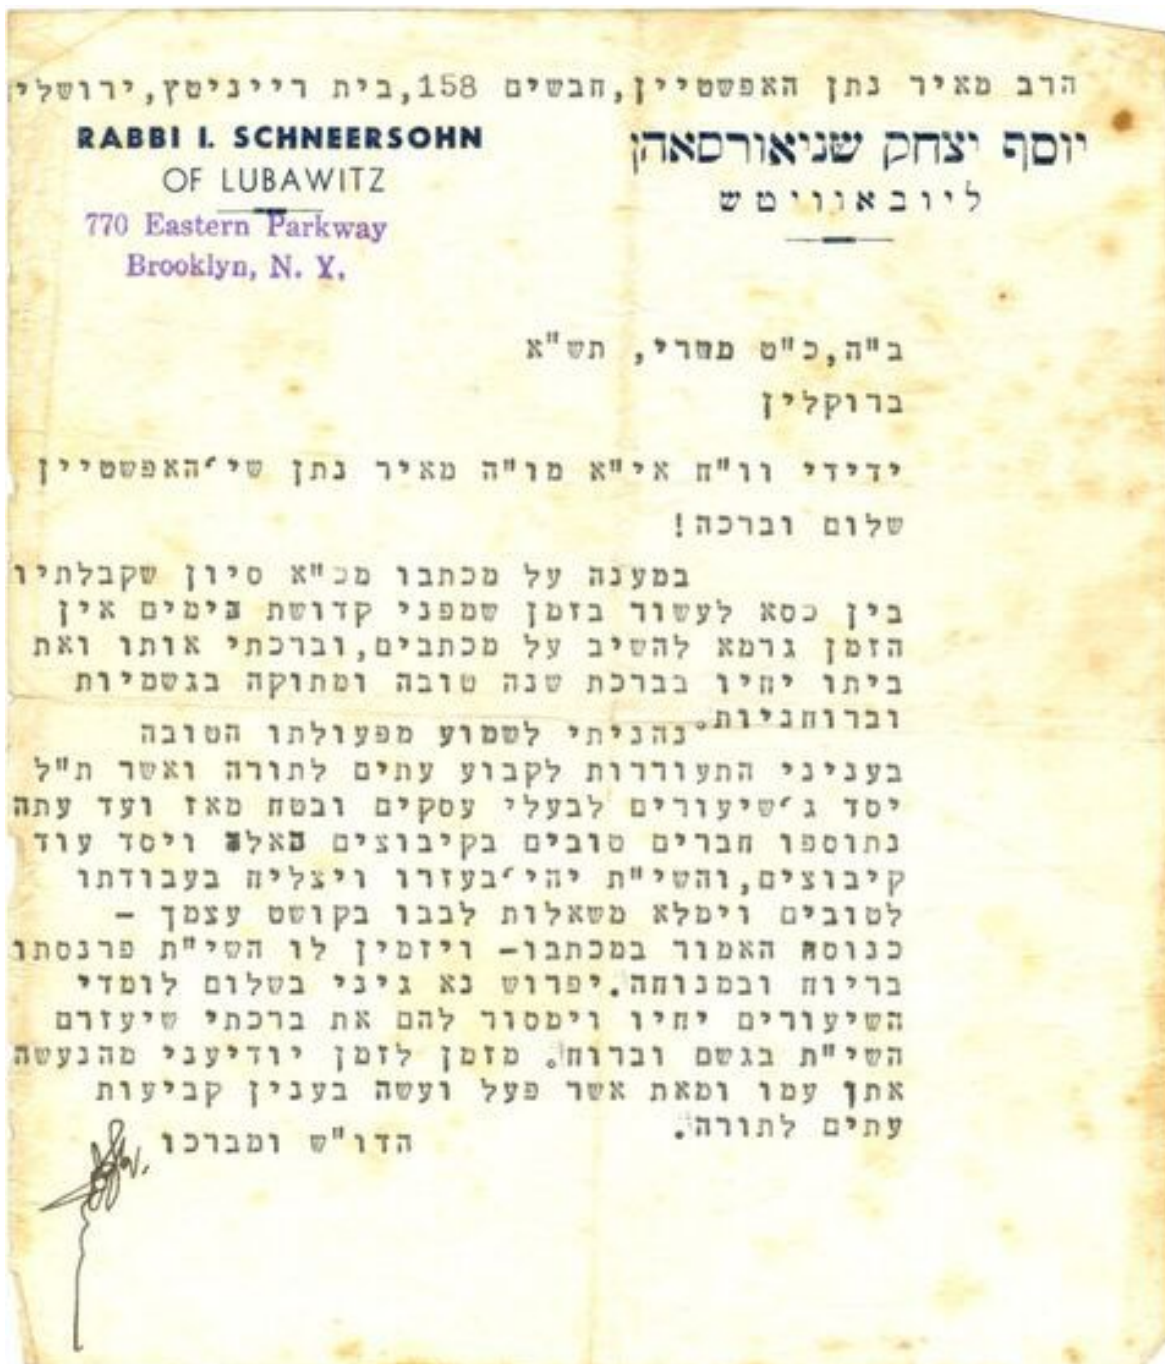 הרב מאיר נתן האפשטיין,חבשים 158,בית רייניטץ,ירושלי
RABBI I. SCHNEERSOHN
OF LUBAWITZ
770 Eastern Parkway
Brooklyn, N. Y.
יוסף יצחק שניאורסאהן
ליובאוויטש
ב"ה,כ"ט משרי, תש"א
ברוקלין
ידידי וו"ח אי"א מו"ה מאיר נתן שי'האפשטיין
שלום וברכה!
במענה על מכתבו מכ"א סיון שקבלתיו
בין כסא לעשור בזמן שמפני קדושת הימים אין
הזמן גרמא להשיב על מכתבים,וברכתי אותו ואת
ביתו יחיו בברכת שנה טובה ומתוקה בגשמיות
וברוחניות.
נהניתי לשמוע מפעולתו הטובה
בעניני התעוררות לקבוע עתים לתורה ואשר ת"ל
יסד ג'שיעורים לבעלי עסקים ובטח מאז ועד עתה
נתוספו חברים טובים בקיבוצים האלה ויסד עוד
קיבוצים,והשי"ת יהי'בעזרו ויצליח בעבודתו
לטובים וימלא משאלות לבבו בקושט עצמך -
כנוסח האמור במכתבו- ויזמין לו השי"ת פרנסתו
בריוח ובמנוחה.יפרוש נא גיני בשלום לומדי
השיעורים יחיו וימסור להם את ברכתי שיעזרם
השי"ת בגשם וברוח. מזמן לזמן יודיעני מהנעשה
אתן עמו ומאת אשר פעל ועשה בענין קביעות
עתים לתורה.
הדו"ש ומברכו